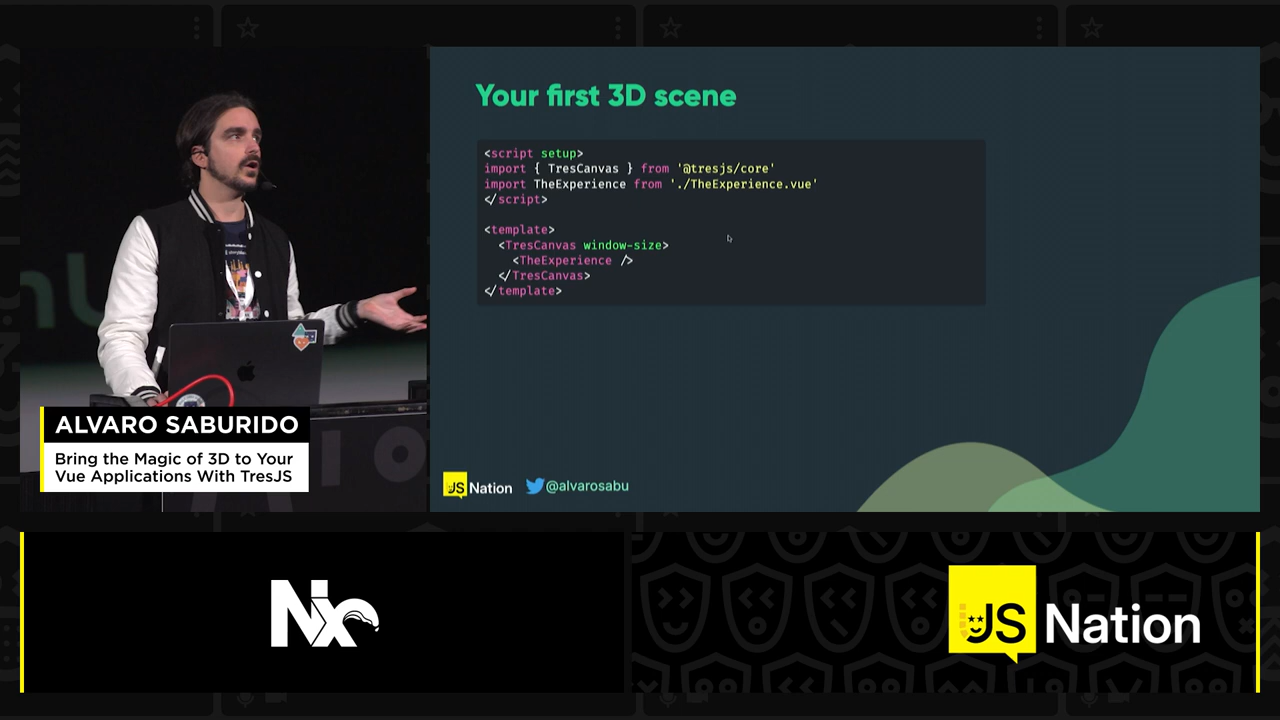 Your first 3D scene
<script setup>
import { TresCanvas } from '@tresjs/core'
import TheExperience from './TheExperience.vue'
</script>
<template>
<TresCanvas window-size>
<TheExperience />
</TresCanvas>
</template>
JS Nation
@alvarosabu
ALVARO SABURIDO
Bring the Magic of 3D to Your
Vue Applications With TresJS
Nx
JS Nation